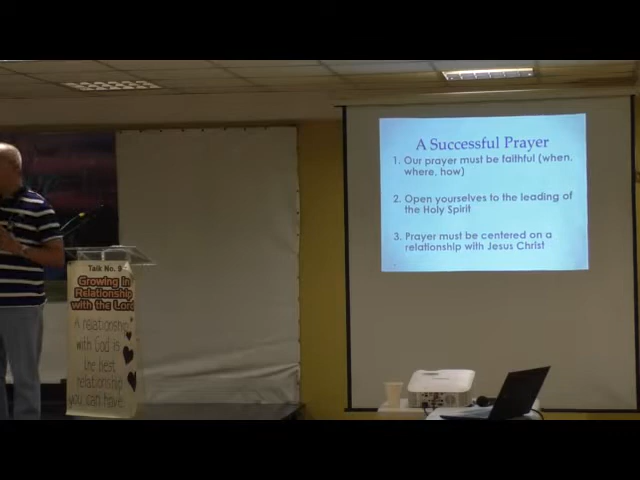 A Successful Prayer
1. Our prayer must be faithful (when,
where, how)
2. Open yourselves to the leading of
the Holy Spirit
3. Prayer must be centered on a
relationship with Jesus Christ
Talk No. 9
Growing in
Relationship
with the Lord
A relationship
with God is
the best
relationship
you can have